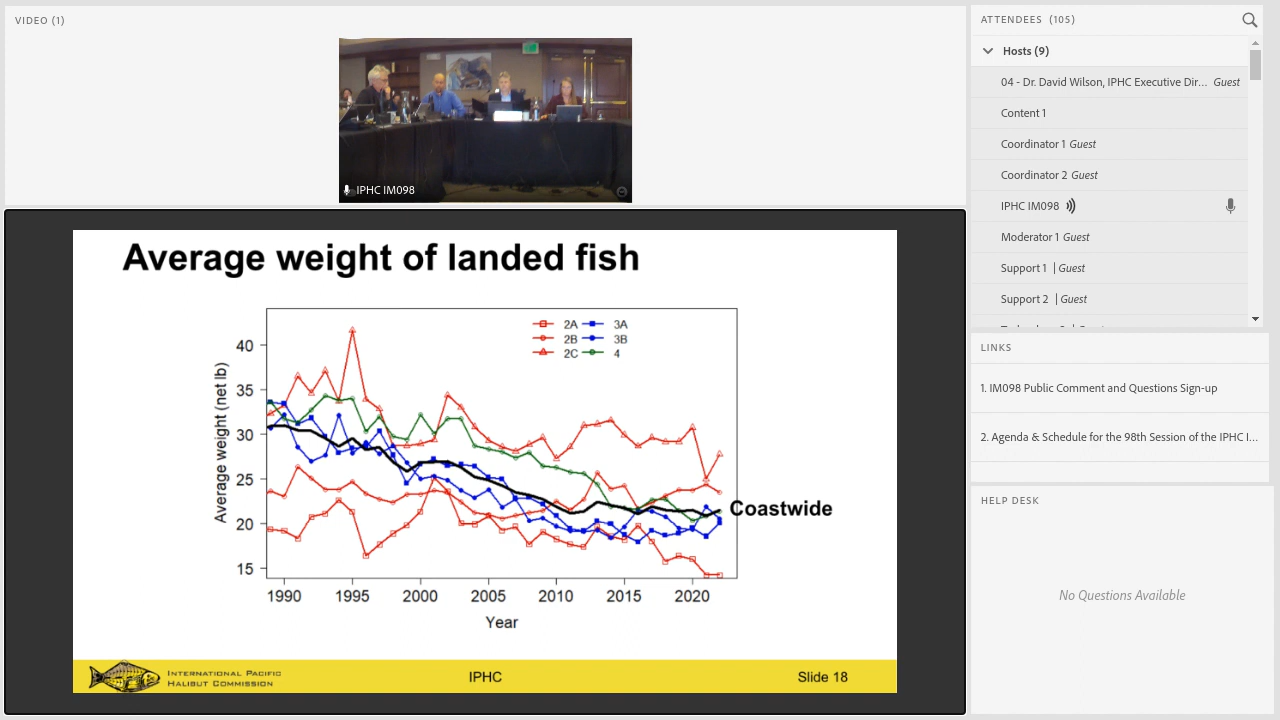 VIDEO (1)
IPHC IM098
Average weight of landed fish
2A
3A
2B
3B
2C
4
40
35
30
25
20
15
Average weight (net lb)
1990
1995
2000
2005
2010
2015
2020
Year
Coastwide
INTERNATIONAL PACIFIC
HALIBUT COMMISSION
IPHC
Slide 18
ATTENDEES (105)
Hosts (9)
04 - Dr. David Wilson, IPHC Executive Dir... Guest
Content 1
Coordinator 1 Guest
Coordinator 2 Guest
IPHC IM098
Moderator 1 Guest
Support 1 | Guest
Support 2 | Guest
LINKS
1. IM098 Public Comment and Questions Sign-up
2. Agenda & Schedule for the 98th Session of the IPHC I...
HELP DESK
No Questions Available